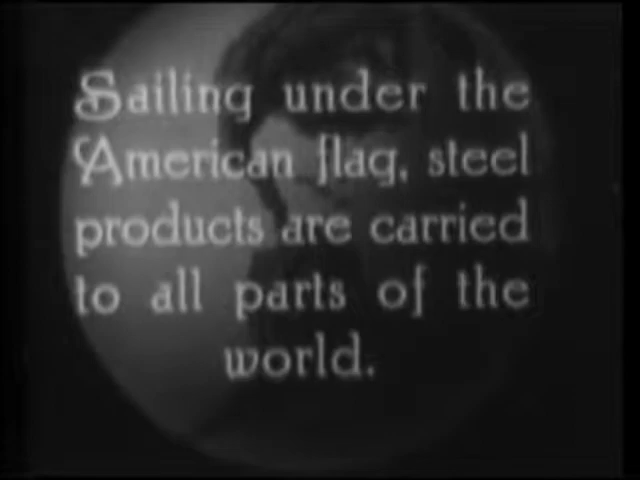 Sailing under the
American flag, steel
products are carried
to all parts of the
world.